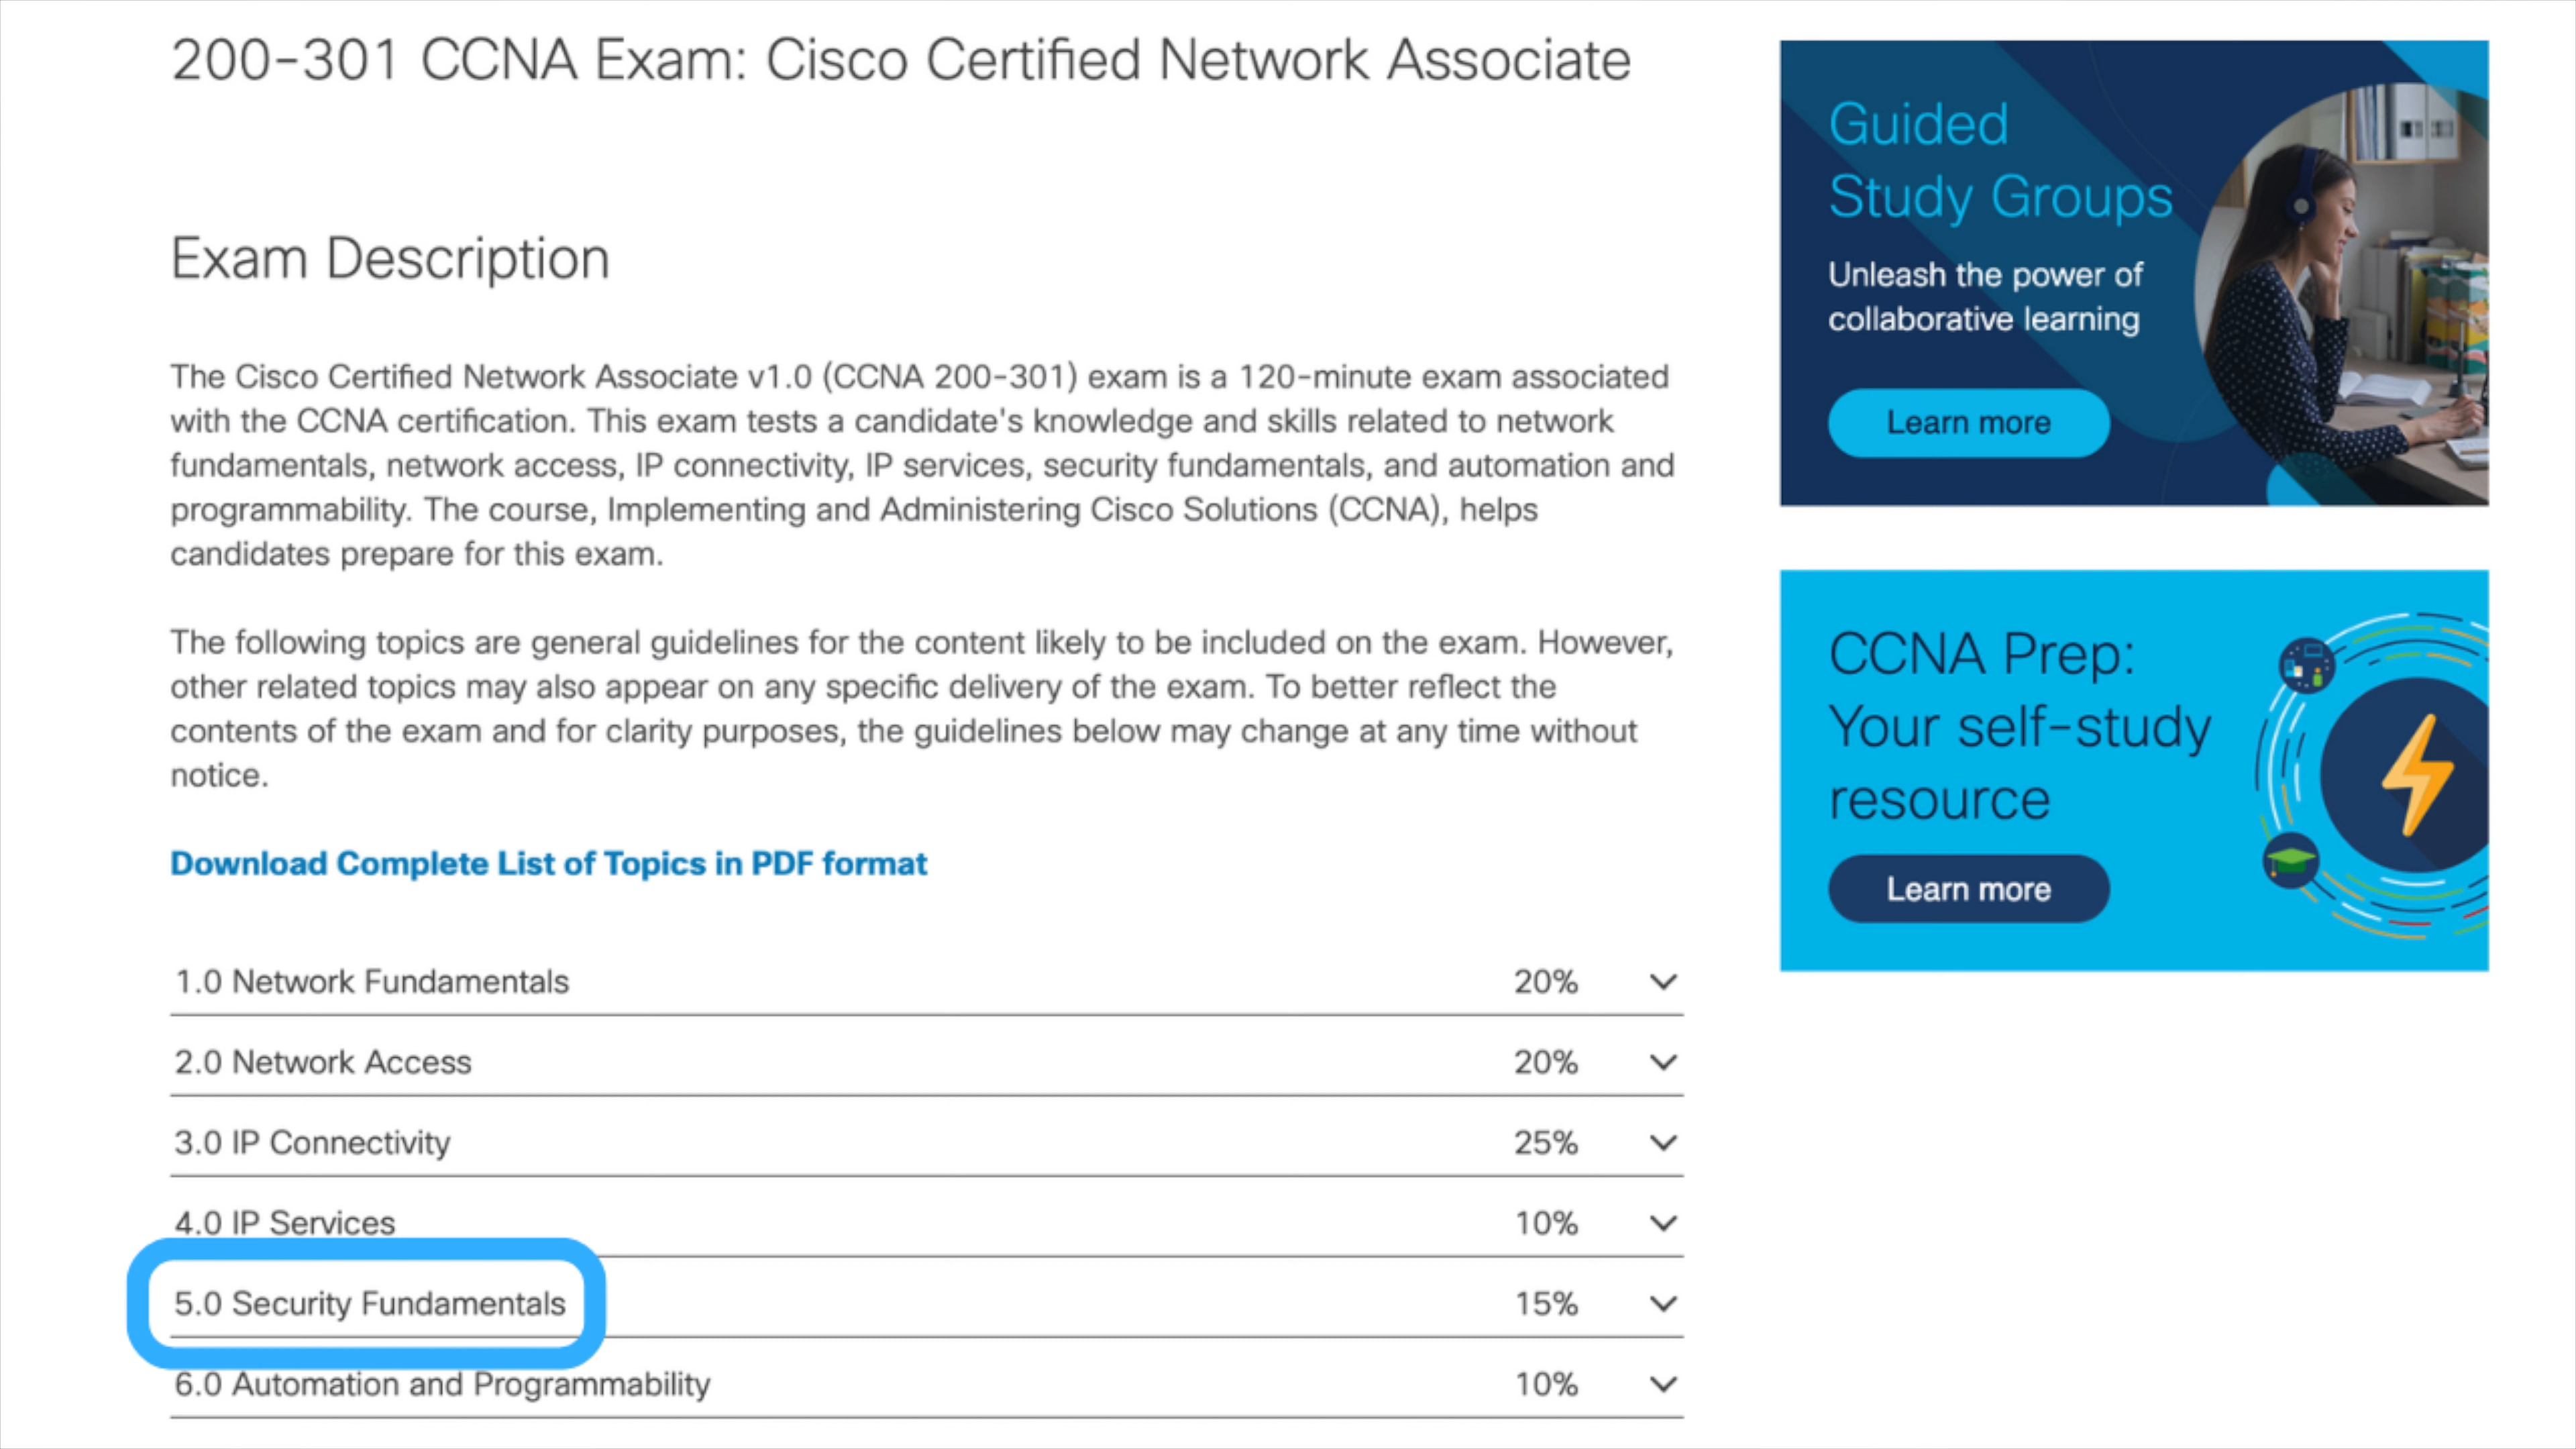 200-301 CCNA Exam: Cisco Certified Network Associate
Exam Description
The Cisco Certified Network Associate v1.0 (CCNA 200-301) exam is a 120-minute exam associated
with the CCNA certification. This exam tests a candidate's knowledge and skills related to network
fundamentals, network access, IP connectivity, IP services, security fundamentals, and automation and
programmability. The course, Implementing and Administering Cisco Solutions (CCNA), helps
candidates prepare for this exam.
The following topics are general guidelines for the content likely to be included on the exam. However,
other related topics may also appear on any specific delivery of the exam. To better reflect the
contents of the exam and for clarity purposes, the guidelines below may change at any time without
notice.
Download Complete List of Topics in PDF format
1.0 Network Fundamentals 20%
2.0 Network Access 20%
3.0 IP Connectivity 25%
4.0 IP Services 10%
5.0 Security Fundamentals 15%
6.0 Automation and Programmability 10%
Guided
Study Groups
Unleash the power of
collaborative learning
Learn more
CCNA Prep:
Your self-study
resource
Learn more